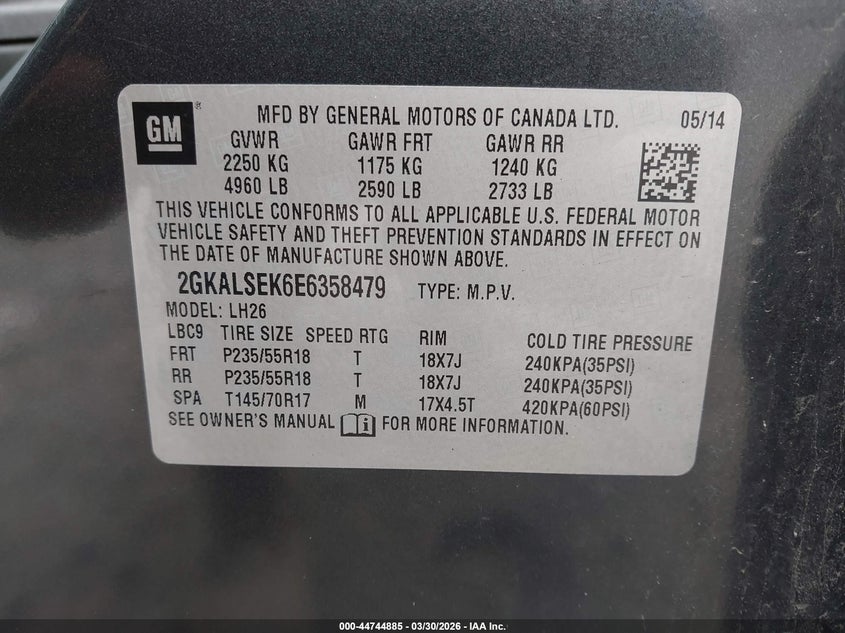 GM
MFD BY GENERAL MOTORS OF CANADA LTD. 05/14
GVWR GAWR FRT GAWR RR
2250 KG 1175 KG 1240 KG
4960 LB 2590 LB 2733 LB
THIS VEHICLE CONFORMS TO ALL APPLICABLE U.S. FEDERAL MOTOR
VEHICLE SAFETY AND THEFT PREVENTION STANDARDS IN EFFECT ON
THE DATE OF MANUFACTURE SHOWN ABOVE.
2GKALSEK6E6358479 TYPE: M.P.V.
MODEL: LH26
LBC9 TIRE SIZE SPEED RTG RIM COLD TIRE PRESSURE
FRT P235/55R18 T 18X7J 240KPA(35PSI)
RR P235/55R18 T 18X7J 240KPA(35PSI)
SPA T145/70R17 M 17X4.5T 420KPA(60PSI)
SEE OWNER'S MANUAL i FOR MORE INFORMATION.
000-44744885 - 03/30/2026 - IAA Inc.